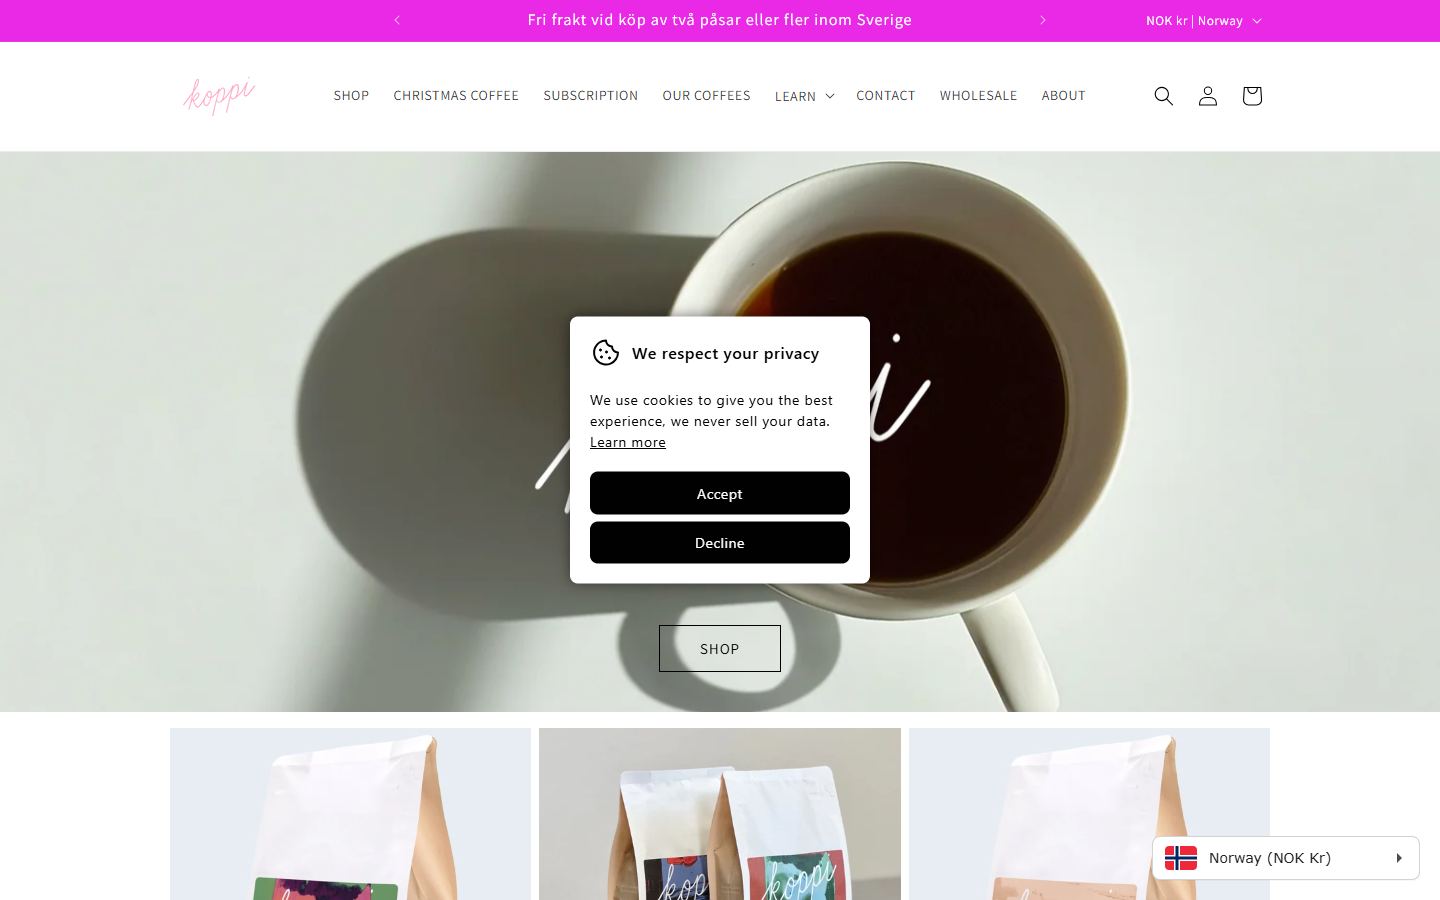 Fri frakt vid köp av två påsar eller fler inom Sverige
NOK kr | Norway
koppi
SHOP
CHRISTMAS COFFEE
SUBSCRIPTION
OUR COFFEES
LEARN
CONTACT
WHOLESALE
ABOUT
We respect your privacy
We use cookies to give you the best
experience, we never sell your data.
Learn more
Accept
Decline
SHOP
kop
koppi
Norway (NOK Kr)